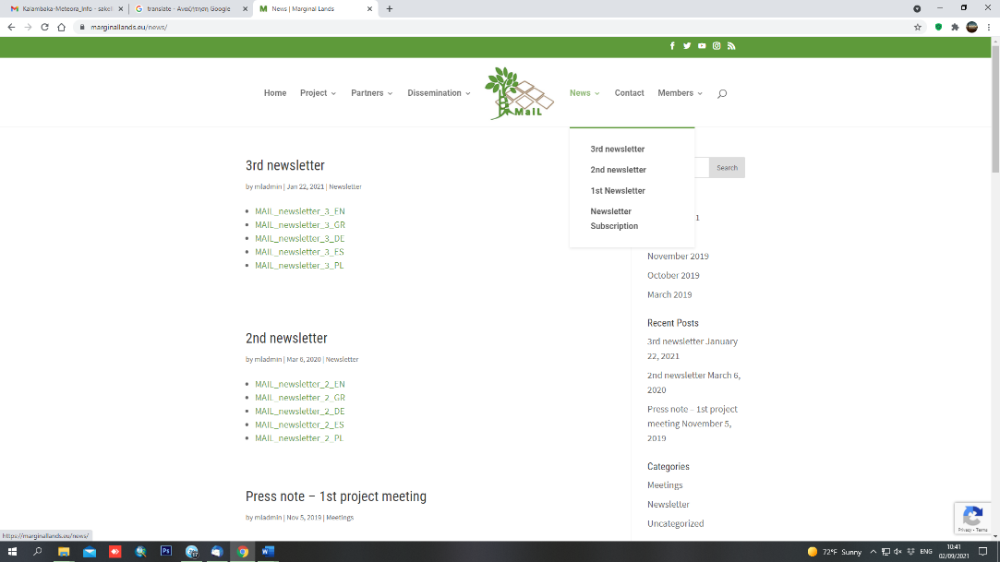 Kalambaka-Meteora_Info - sakel
translate - Αναζήτηση Google
News | Marginal Lands
marginallands.eu/news/
Home
Project
Partners
Dissemination
MaiL
News
Contact
Members
3rd newsletter
2nd newsletter
1st Newsletter
Newsletter
Subscription
Search
3rd newsletter
by mladmin | Jan 22, 2021 | Newsletter
MAIL_newsletter_3_EN
MAIL_newsletter_3_GR
MAIL_newsletter_3_DE
MAIL_newsletter_3_ES
MAIL_newsletter_3_PL
2nd newsletter
by mladmin | Mar 6, 2020 | Newsletter
MAIL_newsletter_2_EN
MAIL_newsletter_2_GR
MAIL_newsletter_2_DE
MAIL_newsletter_2_ES
MAIL_newsletter_2_PL
Press note – 1st project meeting
by mladmin | Nov 5, 2019 | Meetings
1
November 2019
October 2019
March 2019
Recent Posts
3rd newsletter January
22, 2021
2nd newsletter March 6,
2020
Press note – 1st project
meeting November 5,
2019
Categories
Meetings
Newsletter
Uncategorized
Privacy - Terms
https://marginallands.eu/news/
72°F Sunny
ENG
10:41
02/09/2021